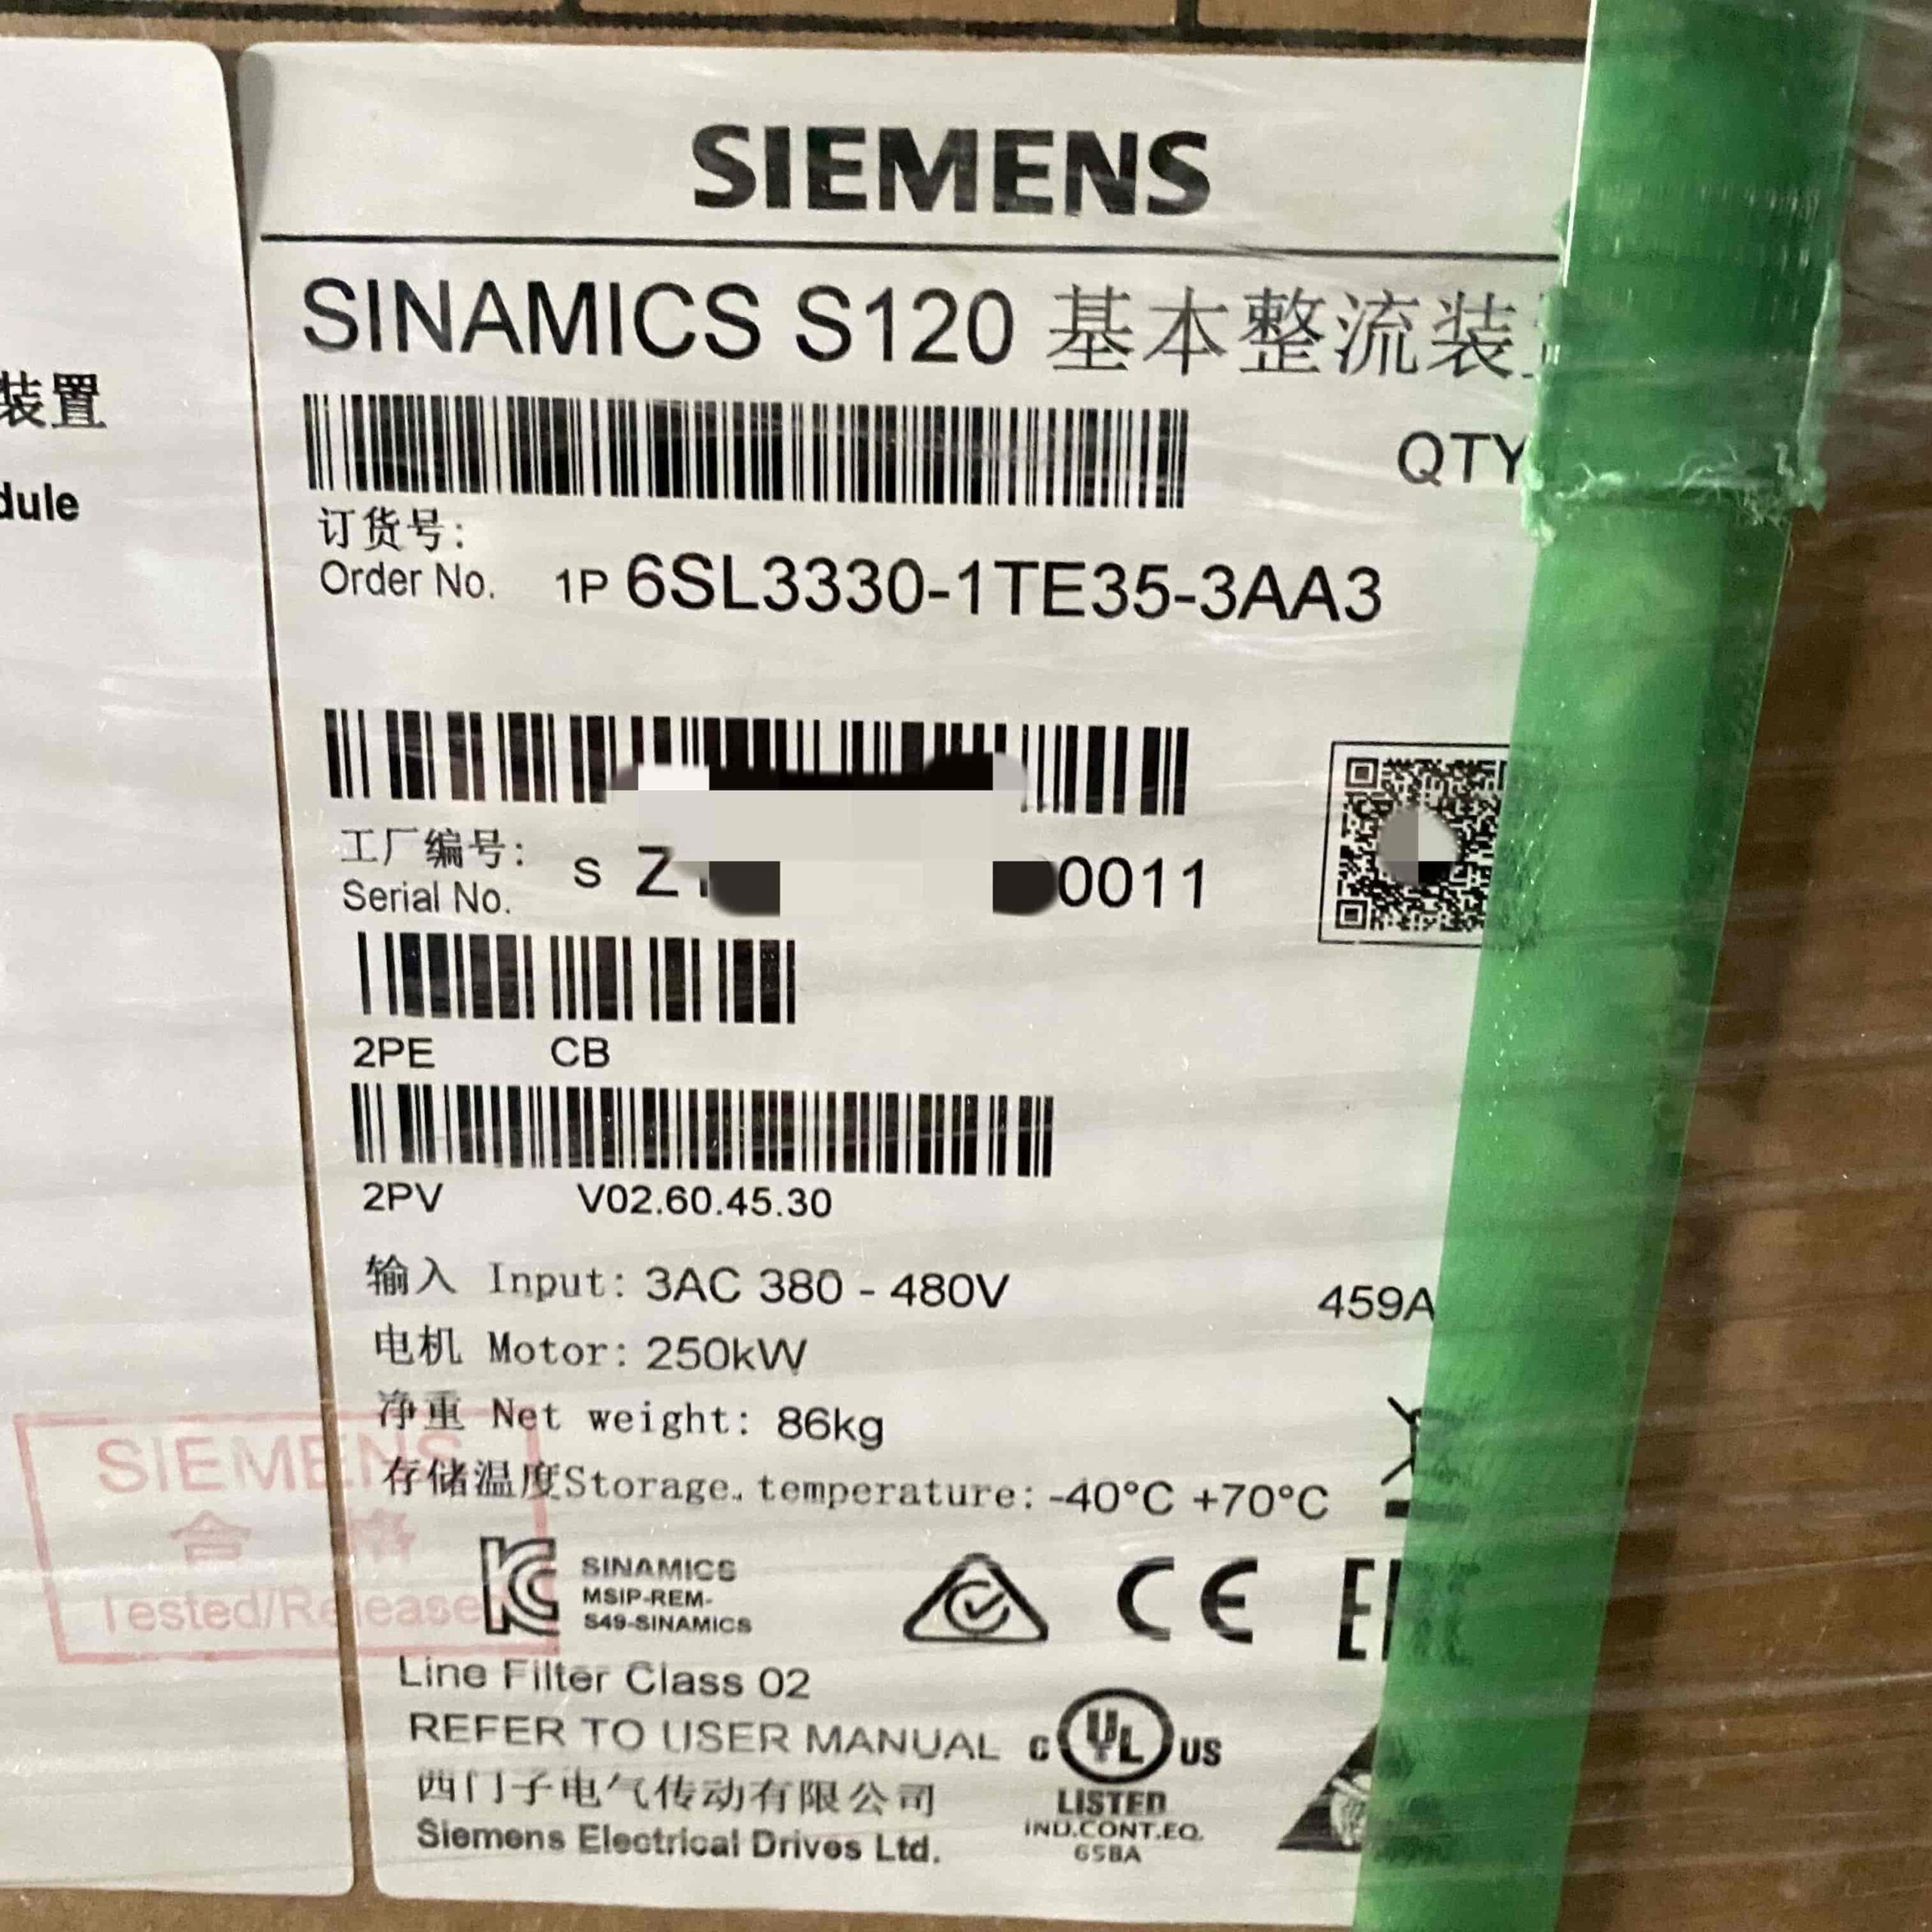 SIEMENS
SINAMICS S120 基本整流装
装置
QTY
dule
订货号:
Order No. 1P 6SL3330-1TE35-3AA3
工厂编号:
Serial No. S Z 0011
2PE CB
2PV V02.60.45.30
输入 Input: 3AC 380 - 480V 459A
电机 Motor: 250kW
净重 Net weight: 86kg
存储温度Storage. temperature: -40°C +70°C
SIEMENS
合格
Tested/Released
SINAMICS
MSIP-REM-
S49-SINAMICS
CE
Line Filter Class 02
REFER TO USER MANUAL
C UL US
LISTED
IND.CONT.EQ.
65BA
西门子电气传动有限公司
Siemens Electrical Drives Ltd.